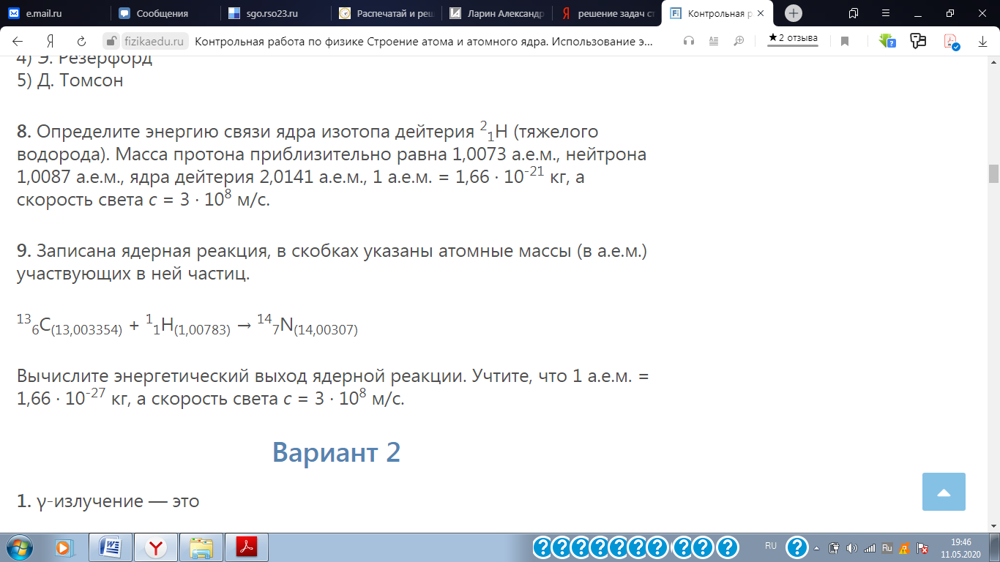 e.mail.ru
Сообщения
sgo.rso23.ru
Распечатай и реш
Ларин Александр
решение задач ст
Контрольная р
fizikaedu.ru
Контрольная работа по физике Строение атома и атомного ядра. Использование э...
★2 отзыва
4) Э. Резерфорд
5) Д. Томсон
8. Определите энергию связи ядра изотопа дейтерия ²₁H (тяжелого
водорода). Масса протона приблизительно равна 1,0073 а.е.м., нейтрона
1,0087 а.е.м., ядра дейтерия 2,0141 а.е.м., 1 а.е.м. = 1,66 · 10⁻²¹ кг, а
скорость света c = 3 · 10⁸ м/с.
9. Записана ядерная реакция, в скобках указаны атомные массы (в а.е.м.)
участвующих в ней частиц.
¹³₆C₍₁₃,₀₀₃₃₅₄₎ + ¹₁H₍₁,₀₀₇₈₃₎ → ¹⁴₇N₍₁₄,₀₀₃₀₇₎
Вычислите энергетический выход ядерной реакции. Учтите, что 1 а.е.м. =
1,66 · 10⁻²⁷ кг, а скорость света c = 3 · 10⁸ м/с.
Вариант 2
1. γ-излучение — это
RU
Ru
19:46
11.05.2020